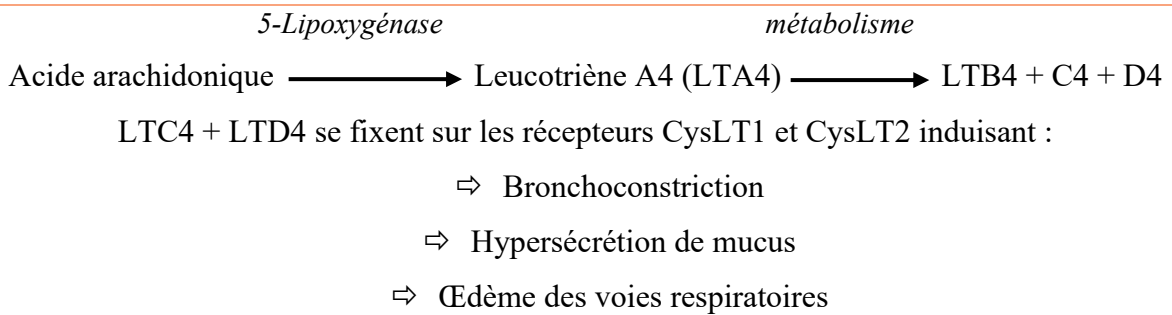 5-Lipoxygénase métabolisme
Acide arachidonique Leucotriène A4 (LTA4) LTB4 + C4 + D4
LTC4 + LTD4 se fixent sur les récepteurs CysLT1 et CysLT2 induisant :
⇨ Bronchoconstriction
⇨ Hypersécrétion de mucus
⇨ Œdème des voies respiratoires